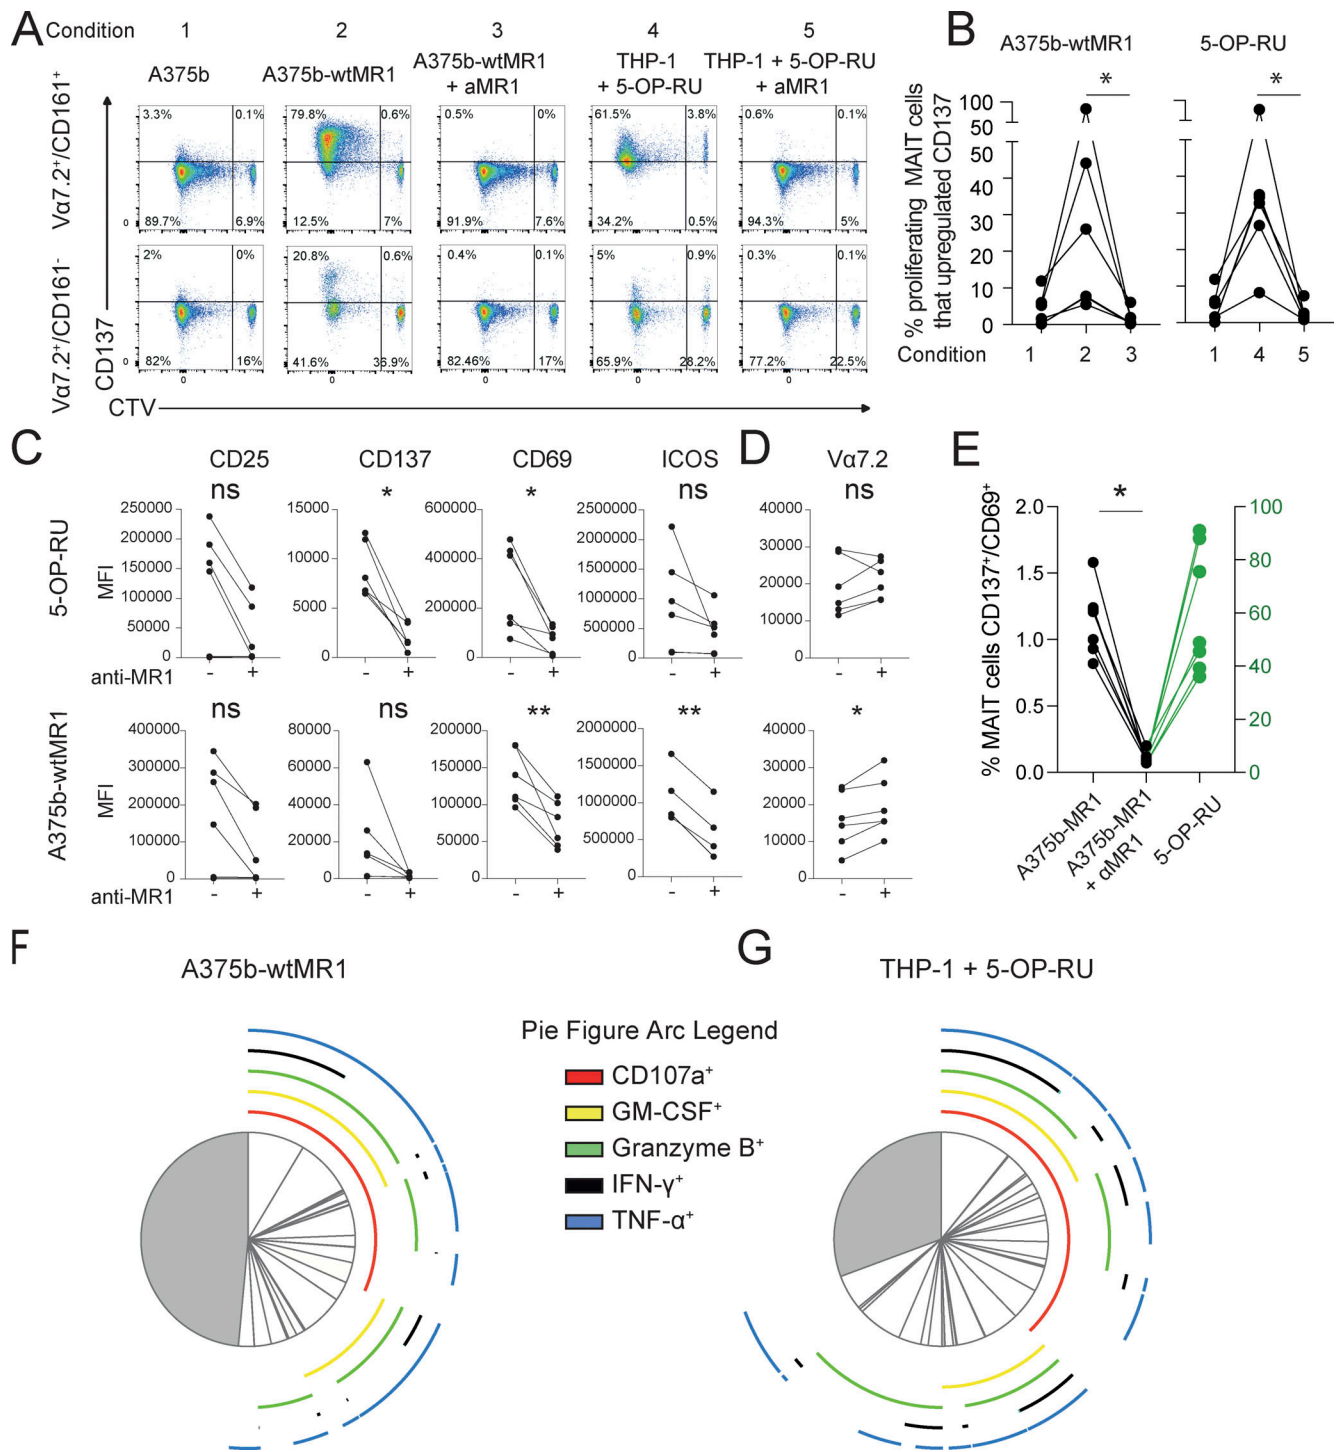 A Condition 1 2 3 4 5
A375b A375b-wtMR1 A375b-wtMR1 + aMR1 THP-1 + 5-OP-RU THP-1 + 5-OP-RU + aMR1
Vα7.2⁺/CD161⁺
3.3% 0.1% 79.8% 0.6% 0.5% 0% 61.5% 3.8% 0.6% 0.1%
0 89.7% 6.9% 12.5% 7% 91.9% 7.6% 34.2% 0.5% 94.3% 5%
Vα7.2⁺/CD161⁻
2% 0% 20.8% 0.6% 0.4% 0.1% 5% 0.9% 0.3% 0.1%
0 82% 16% 41.6% 36.9% 82.46% 17% 65.9% 28.2% 77.2% 22.5%
0 0 0 0 0
CD137
CTV
B
A375b-wtMR1 5-OP-RU
* *
% proliferating MAIT cells
that upregulated CD137
100
50
50
40
30
20
10
0
Condition 1 2 3 1 4 5
C
CD25 CD137 CD69 ICOS
ns * * ns
5-OP-RU
MFI
250000
200000
150000
100000
50000
0
15000
10000
5000
0
600000
400000
200000
0
2500000
2000000
1500000
1000000
500000
0
anti-MR1 - + - + - + - +
D
Vα7.2
ns
40000
30000
20000
10000
0
- +
A375b-wtMR1
ns ns ** ** *
MFI
400000
300000
200000
100000
0
80000
60000
40000
20000
0
200000
150000
100000
50000
0
2000000
1500000
1000000
500000
0
40000
30000
20000
10000
0
anti-MR1 - + - + - + - + - +
E
*
% MAIT cells CD137⁺/CD69⁺
2.0
1.5
1.0
0.5
0.0
100
80
60
40
20
0
A375b-MR1
A375b-MR1
+ αMR1
5-OP-RU
F
A375b-wtMR1
G
THP-1 + 5-OP-RU
Pie Figure Arc Legend
CD107a⁺
GM-CSF⁺
Granzyme B⁺
IFN-γ⁺
TNF-α⁺